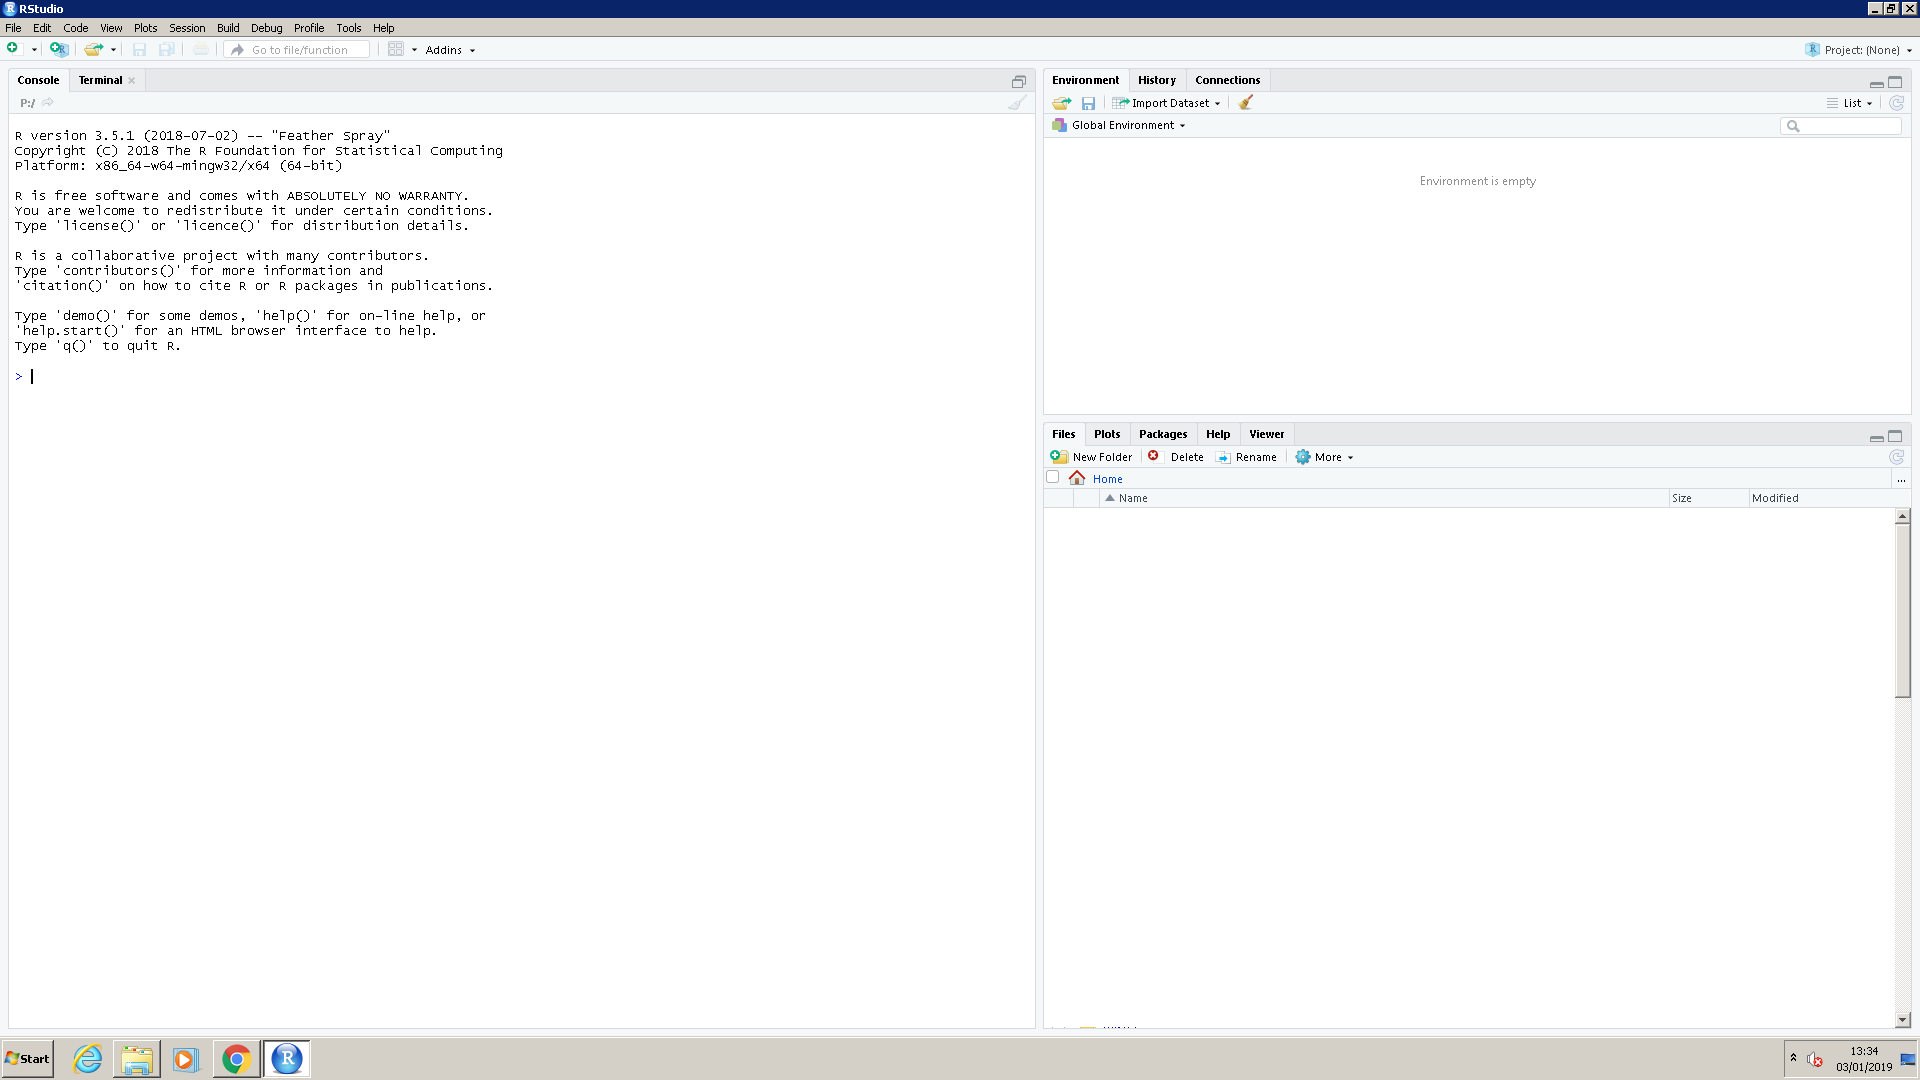 RStudio
File Edit Code View Plots Session Build Debug Profile Tools Help
Go to file/function Addins Project: (None)
Console Terminal
P:/
R version 3.5.1 (2018-07-02) -- "Feather Spray"
Copyright (C) 2018 The R Foundation for Statistical Computing
Platform: x86_64-w64-mingw32/x64 (64-bit)
R is free software and comes with ABSOLUTELY NO WARRANTY.
You are welcome to redistribute it under certain conditions.
Type 'license()' or 'licence()' for distribution details.
R is a collaborative project with many contributors.
Type 'contributors()' for more information and
'citation()' on how to cite R or R packages in publications.
Type 'demo()' for some demos, 'help()' for on-line help, or
'help.start()' for an HTML browser interface to help.
Type 'q()' to quit R.
>
Environment History Connections
Import Dataset List
Global Environment
Environment is empty
Files Plots Packages Help Viewer
New Folder Delete Rename More
Home ...
Name Size Modified
Start
13:34
03/01/2019